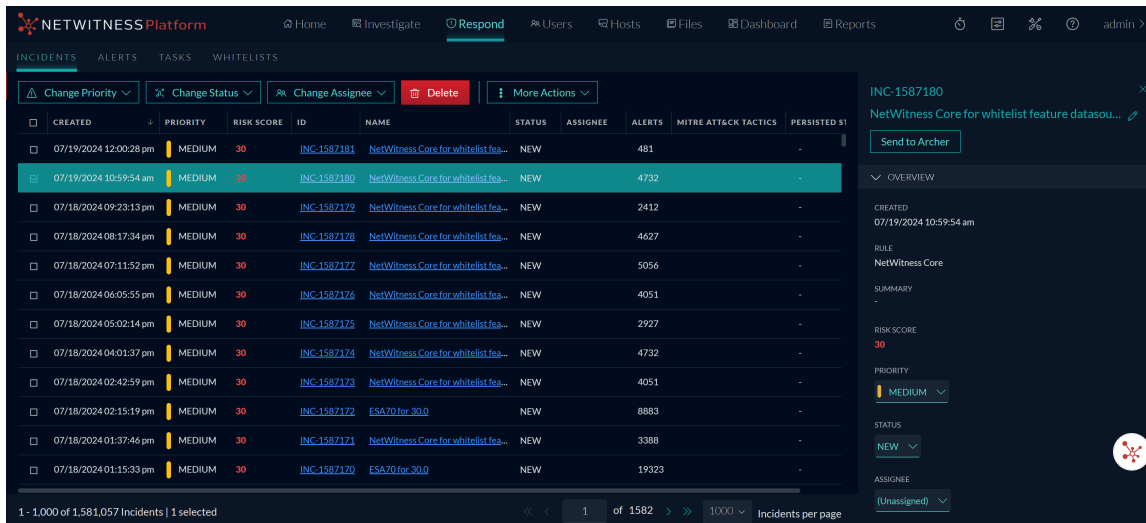 NETWITNESS Platform
Home Investigate Respond Users Hosts Files Dashboard Reports admin >
INCIDENTS ALERTS TASKS WHITELISTS
Change Priority Change Status Change Assignee Delete More Actions
CREATED PRIORITY RISK SCORE ID NAME STATUS ASSIGNEE ALERTS MITRE ATT&CK TACTICS PERSISTED ST
07/19/2024 12:00:28 pm MEDIUM 30 INC-1587181 NetWitness Core for whitelist fea... NEW 481 -
07/19/2024 10:59:54 am MEDIUM 30 INC-1587180 NetWitness Core for whitelist fea... NEW 4732 -
07/18/2024 09:23:13 pm MEDIUM 30 INC-1587179 NetWitness Core for whitelist fea... NEW 2412 -
07/18/2024 08:17:34 pm MEDIUM 30 INC-1587178 NetWitness Core for whitelist fea... NEW 4627 -
07/18/2024 07:11:52 pm MEDIUM 30 INC-1587177 NetWitness Core for whitelist fea... NEW 5056 -
07/18/2024 06:05:55 pm MEDIUM 30 INC-1587176 NetWitness Core for whitelist fea... NEW 4051 -
07/18/2024 05:02:14 pm MEDIUM 30 INC-1587175 NetWitness Core for whitelist fea... NEW 2927 -
07/18/2024 04:01:37 pm MEDIUM 30 INC-1587174 NetWitness Core for whitelist fea... NEW 4732 -
07/18/2024 02:42:59 pm MEDIUM 30 INC-1587173 NetWitness Core for whitelist fea... NEW 4051 -
07/18/2024 02:15:19 pm MEDIUM 30 INC-1587172 ESA70 for 30.0 NEW 8883 -
07/18/2024 01:37:46 pm MEDIUM 30 INC-1587171 NetWitness Core for whitelist fea... NEW 3388 -
07/18/2024 01:15:33 pm MEDIUM 30 INC-1587170 ESA70 for 30.0 NEW 19323 -
1 - 1,000 of 1,581,057 Incidents | 1 selected << < 1 of 1582 > >> 1000 Incidents per page
INC-1587180
NetWitness Core for whitelist feature datasou...
Send to Archer
OVERVIEW
CREATED
07/19/2024 10:59:54 am
RULE
NetWitness Core
SUMMARY
-
RISK SCORE
30
PRIORITY
MEDIUM
STATUS
NEW
ASSIGNEE
(Unassigned)